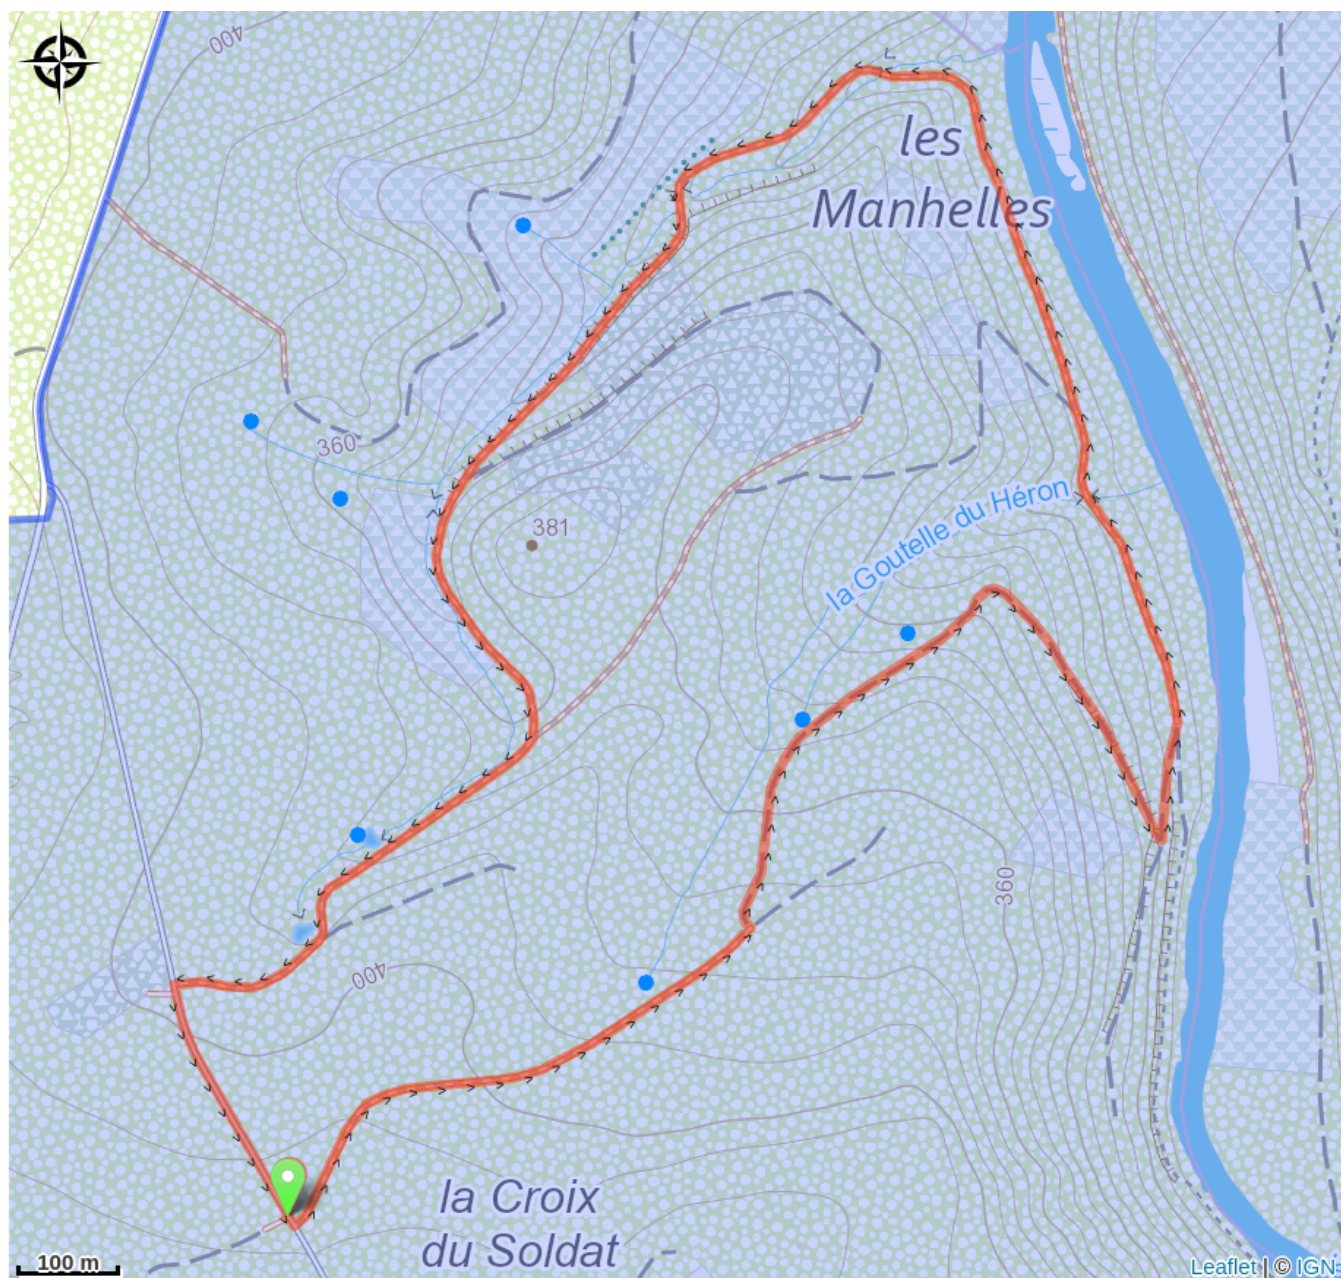 400
les
Manhelles
360
381
la Goutelle du Héron
360
400
la Croix
du Soldat
100 m
Leaflet | © IGN